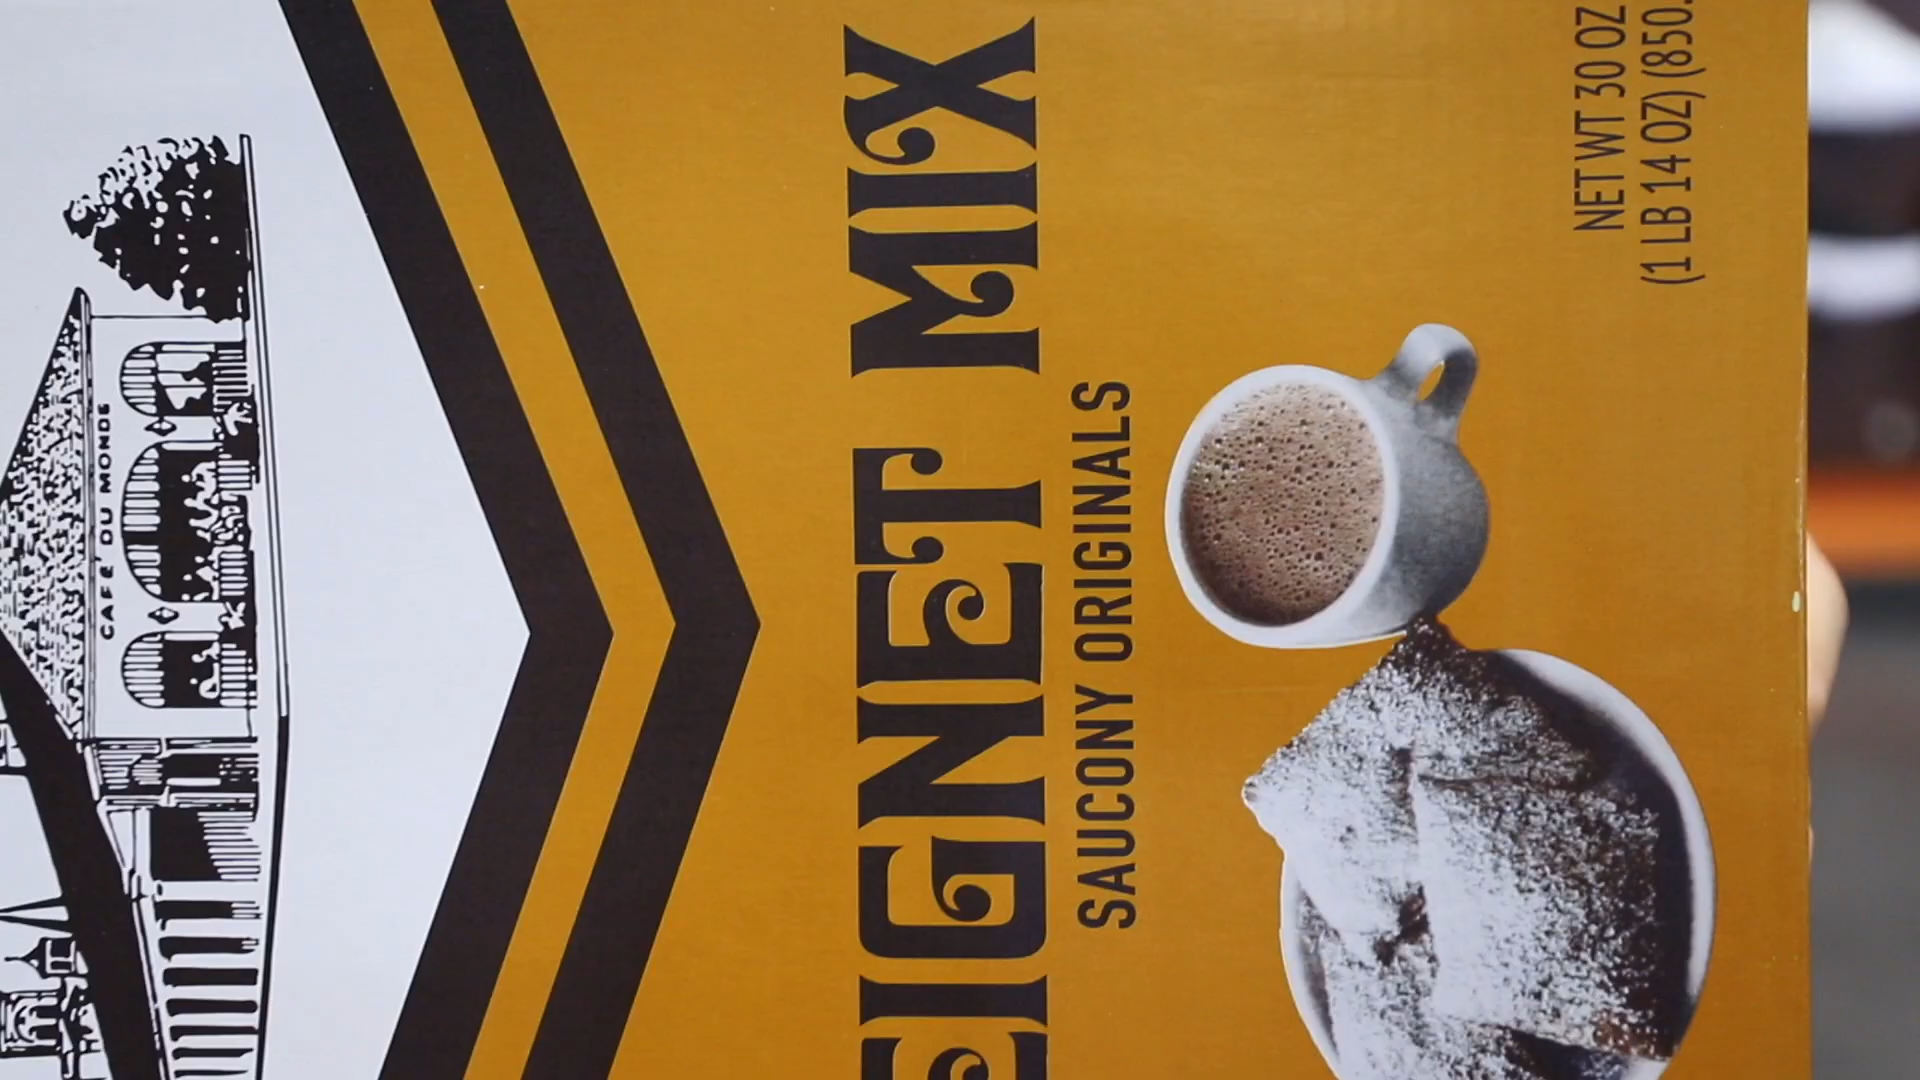 CAFE DU MONDE
EIGNET MIX
SAUCONY ORIGINALS
NET WT 30 OZ
(1 LB 14 OZ) (850.